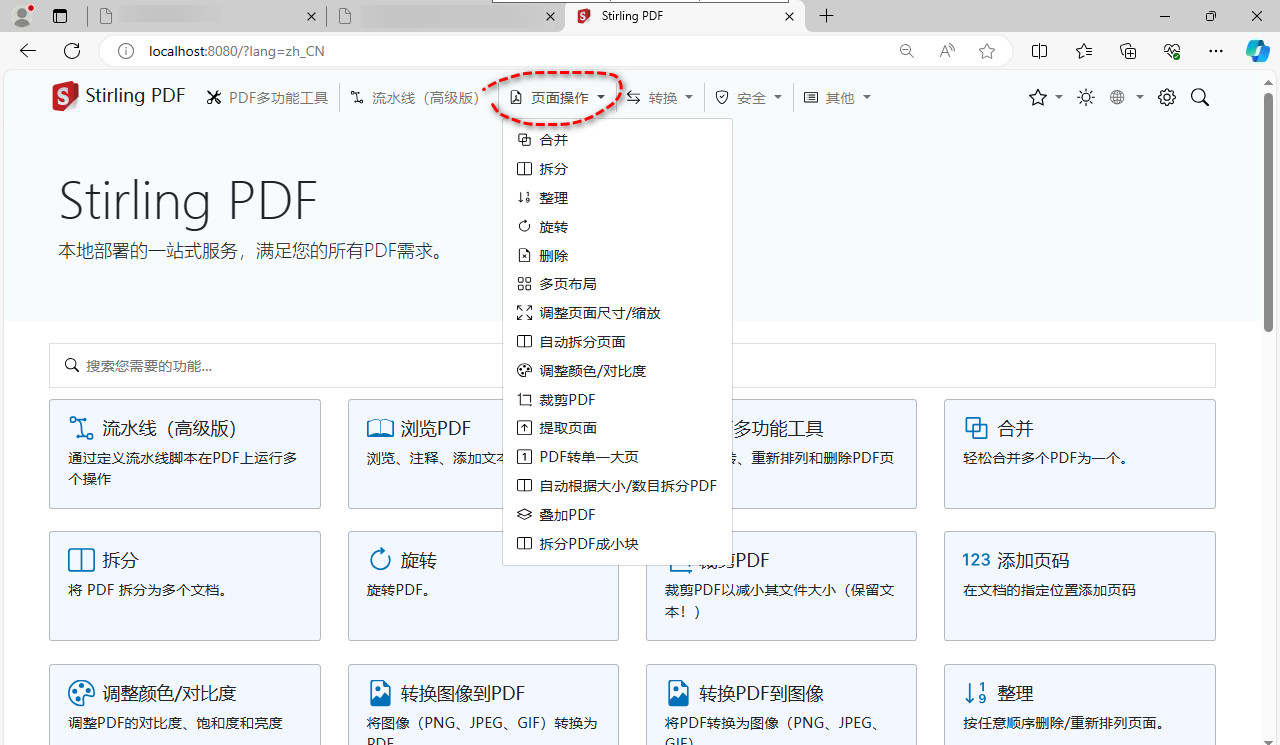 Stirling PDF
localhost:8080/?lang=zh_CN
Stirling PDF
PDF多功能工具
流水线（高级版）
页面操作
转换
安全
其他
合并
拆分
整理
旋转
删除
多页布局
调整页面尺寸/缩放
自动拆分页面
调整颜色/对比度
裁剪PDF
提取页面
PDF转单一大页
自动根据大小/数目拆分PDF
叠加PDF
拆分PDF成小块
Stirling PDF
本地部署的一站式服务，满足您的所有PDF需求。
搜索您需要的功能...
流水线（高级版）
通过定义流水线脚本在PDF上运行多
个操作
浏览PDF
浏览、注释、添加文本
多功能工具
、重新排列和删除PDF页
合并
轻松合并多个PDF为一个。
拆分
将 PDF 拆分为多个文档。
旋转
旋转PDF。
裁剪PDF
裁剪PDF以减小其文件大小（保留文
本！）
123 添加页码
在文档的指定位置添加页码
调整颜色/对比度
调整PDF的对比度、饱和度和亮度
转换图像到PDF
将图像（PNG、JPEG、GIF）转换为
PDF
转换PDF到图像
将PDF转换为图像（PNG、JPEG、
GIF）
整理
按任意顺序删除/重新排列页面。